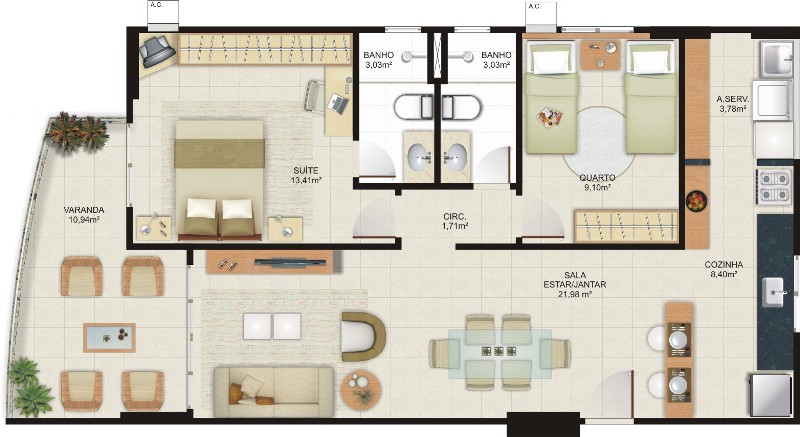 A.C.
A.C.
BANHO
3,03m²
BANHO
3,03m²
A.SERV.
3,78m²
SUÍTE
13,41m²
QUARTO
9,10m²
VARANDA
10,94m²
CIRC.
1,71m²
COZINHA
8,40m²
SALA
ESTAR/JANTAR
21,98 m²